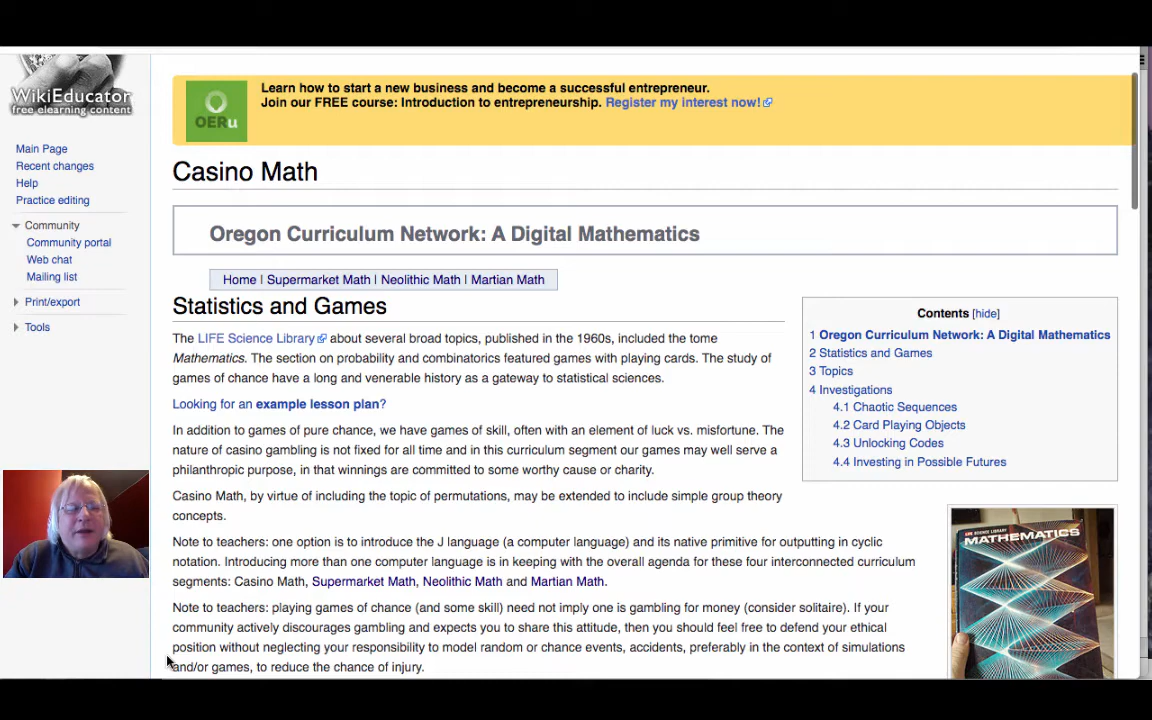 WikiEducator
free elearning content
Main Page
Recent changes
Help
Practice editing
Community
Community portal
Web chat
Mailing list
Print/export
Tools
OERu
Learn how to start a new business and become a successful entrepreneur.
Join our FREE course: Introduction to entrepreneurship. Register my interest now!
Casino Math
Oregon Curriculum Network: A Digital Mathematics
Home | Supermarket Math | Neolithic Math | Martian Math
Statistics and Games
The LIFE Science Library about several broad topics, published in the 1960s, included the tome
Mathematics. The section on probability and combinatorics featured games with playing cards. The study of
games of chance have a long and venerable history as a gateway to statistical sciences.
Looking for an example lesson plan?
In addition to games of pure chance, we have games of skill, often with an element of luck vs. misfortune. The
nature of casino gambling is not fixed for all time and in this curriculum segment our games may well serve a
philanthropic purpose, in that winnings are committed to some worthy cause or charity.
Casino Math, by virtue of including the topic of permutations, may be extended to include simple group theory
concepts.
Note to teachers: one option is to introduce the J language (a computer language) and its native primitive for outputting in cyclic
notation. Introducing more than one computer language is in keeping with the overall agenda for these four interconnected curriculum
segments: Casino Math, Supermarket Math, Neolithic Math and Martian Math.
Note to teachers: playing games of chance (and some skill) need not imply one is gambling for money (consider solitaire). If your
community actively discourages gambling and expects you to share this attitude, then you should feel free to defend your ethical
position without neglecting your responsibility to model random or chance events, accidents, preferably in the context of simulations
and/or games, to reduce the chance of injury.
Contents [hide]
1 Oregon Curriculum Network: A Digital Mathematics
2 Statistics and Games
3 Topics
4 Investigations
4.1 Chaotic Sequences
4.2 Card Playing Objects
4.3 Unlocking Codes
4.4 Investing in Possible Futures
LIFE SCIENCE LIBRARY
MATHEMATICS